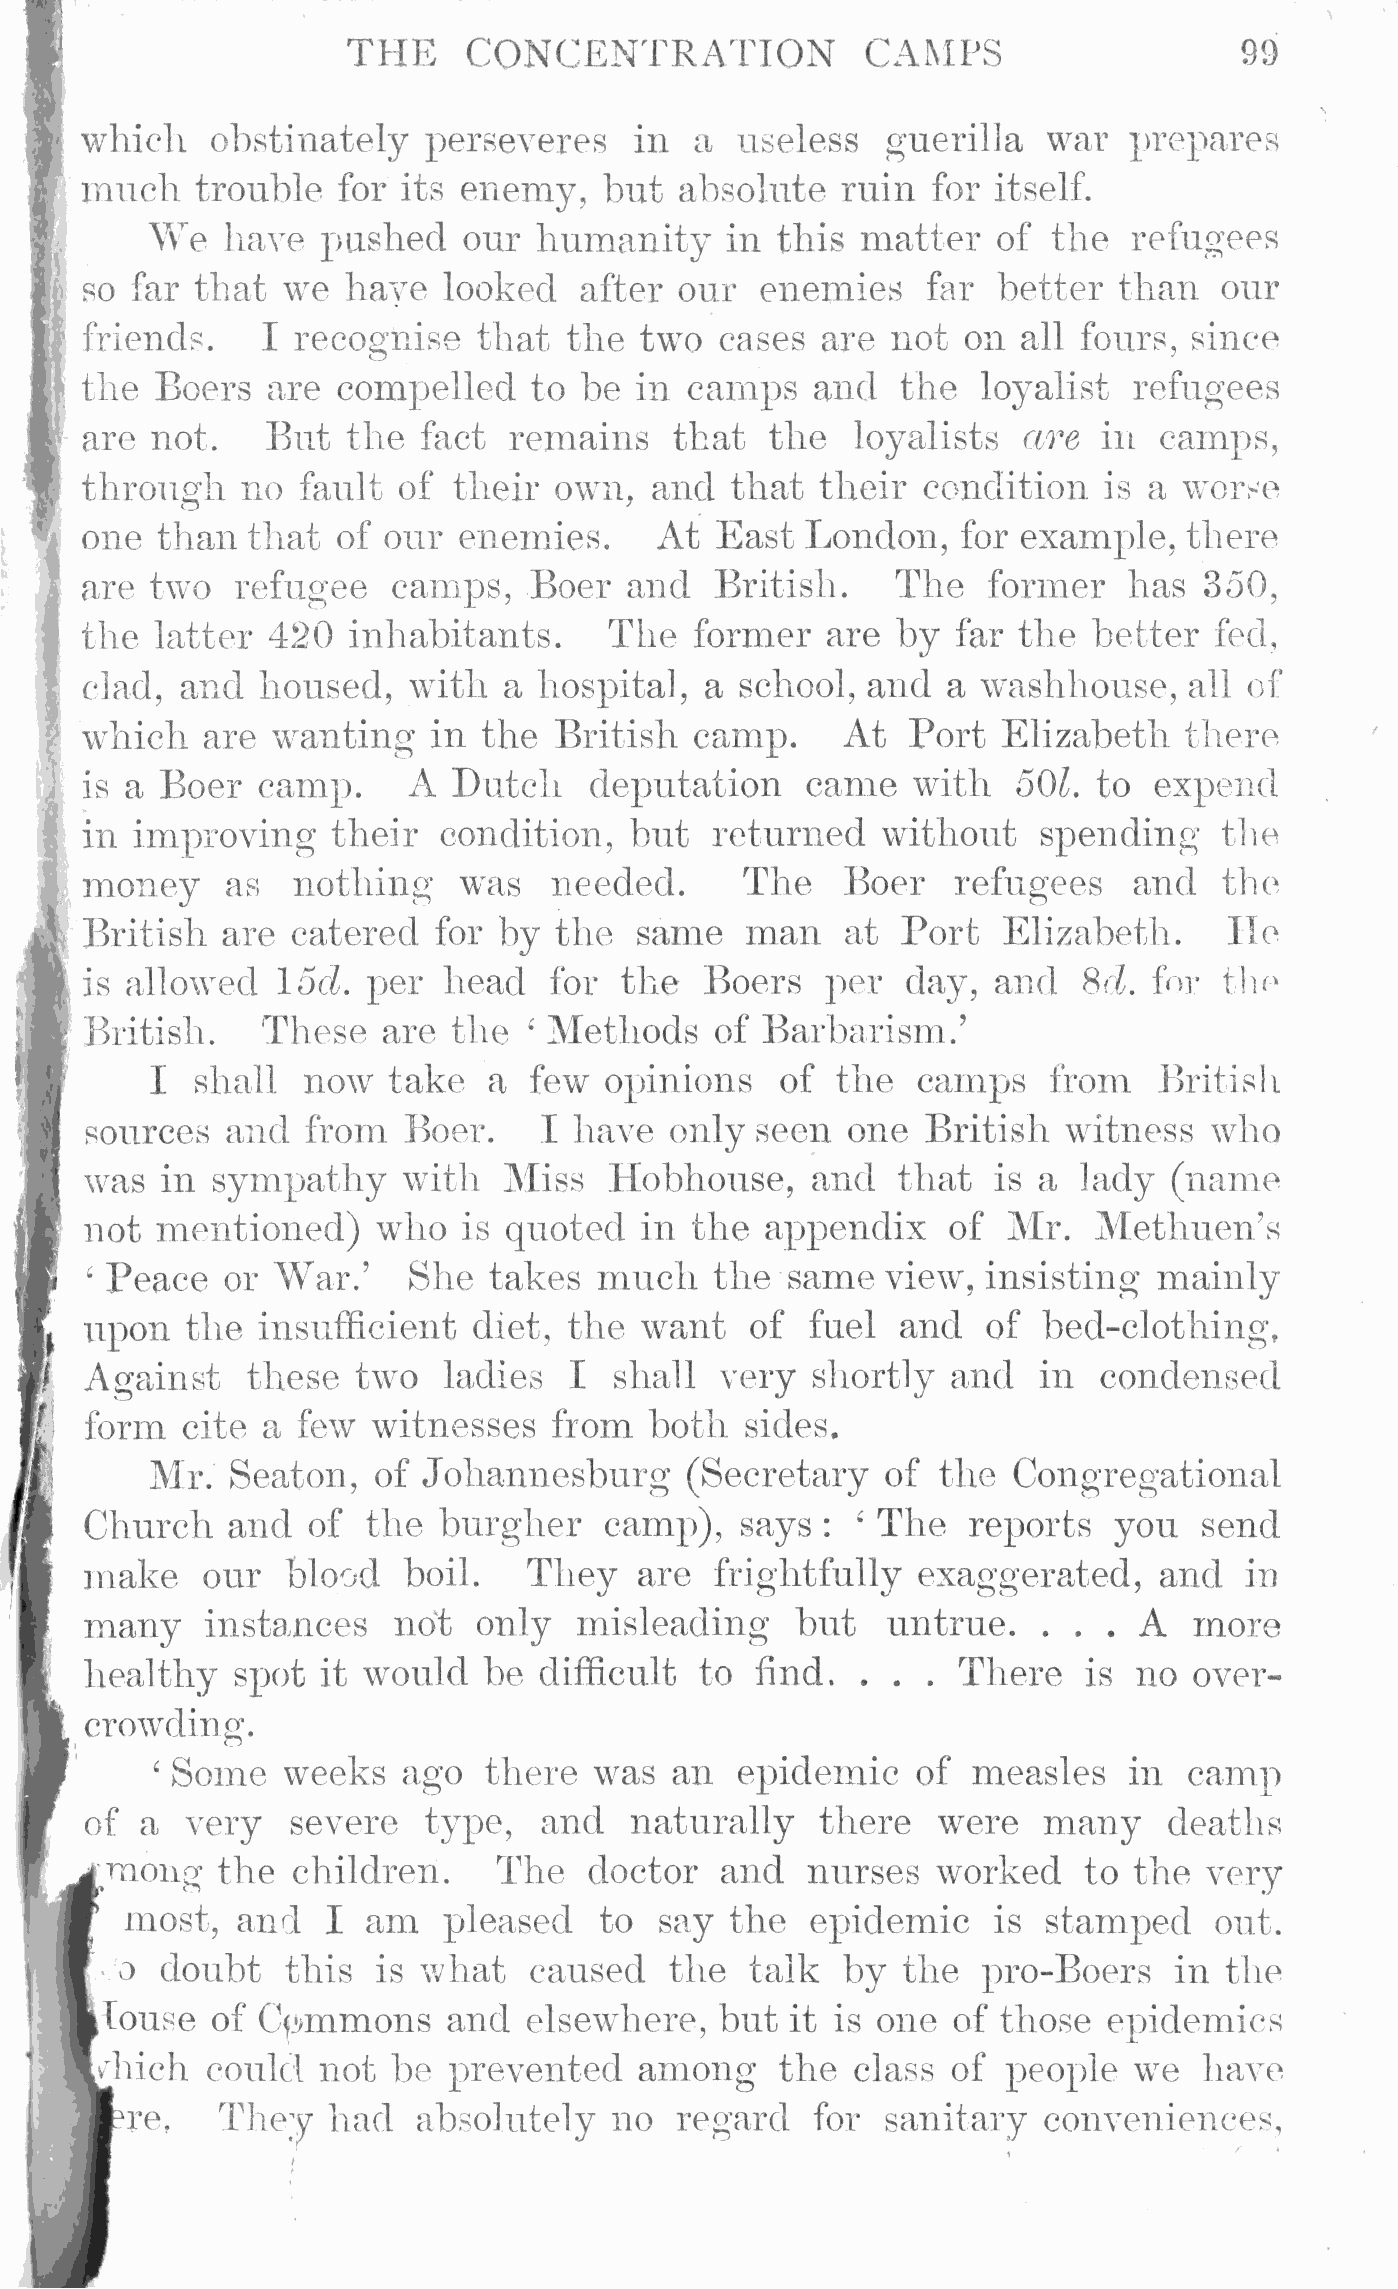 THE CONCENTRATION CAMPS 99
which obstinately perseveres in a useless guerilla war prepares
much trouble for its enemy, but absolute ruin for itself.
We have pushed our humanity in this matter of the refugees
so far that we have looked after our enemies far better than our
friends. I recognise that the two cases are not on all fours, since
the Boers are compelled to be in camps and the loyalist refugees
are not. But the fact remains that the loyalists are in camps,
through no fault of their own, and that their condition is a worse
one than that of our enemies. At East London, for example, there
are two refugee camps, Boer and British. The former has 350,
the latter 420 inhabitants. The former are by far the better fed,
clad, and housed, with a hospital, a school, and a washhouse, all of
which are wanting in the British camp. At Port Elizabeth there
is a Boer camp. A Dutch deputation came with 50l. to expend
in improving their condition, but returned without spending the
money as nothing was needed. The Boer refugees and the
British are catered for by the same man at Port Elizabeth. He
is allowed 15d. per head for the Boers per day, and 8d. for the
British. These are the ‘ Methods of Barbarism.’
I shall now take a few opinions of the camps from British
sources and from Boer. I have only seen one British witness who
was in sympathy with Miss Hobhouse, and that is a lady (name
not mentioned) who is quoted in the appendix of Mr. Methuen’s
‘ Peace or War.’ She takes much the same view, insisting mainly
upon the insufficient diet, the want of fuel and of bed-clothing,
Against these two ladies I shall very shortly and in condensed
form cite a few witnesses from both sides.
Mr. Seaton, of Johannesburg (Secretary of the Congregational
Church and of the burgher camp), says : ‘ The reports you send
make our blood boil. They are frightfully exaggerated, and in
many instances not only misleading but untrue. . . . A more
healthy spot it would be difficult to find. . . . There is no over-
crowding.
‘ Some weeks ago there was an epidemic of measles in camp
of a very severe type, and naturally there were many deaths
among the children. The doctor and nurses worked to the very
most, and I am pleased to say the epidemic is stamped out.
doubt this is what caused the talk by the pro-Boers in the
House of Commons and elsewhere, but it is one of those epidemics
which could not be prevented among the class of people we have
here. They had absolutely no regard for sanitary conveniences,